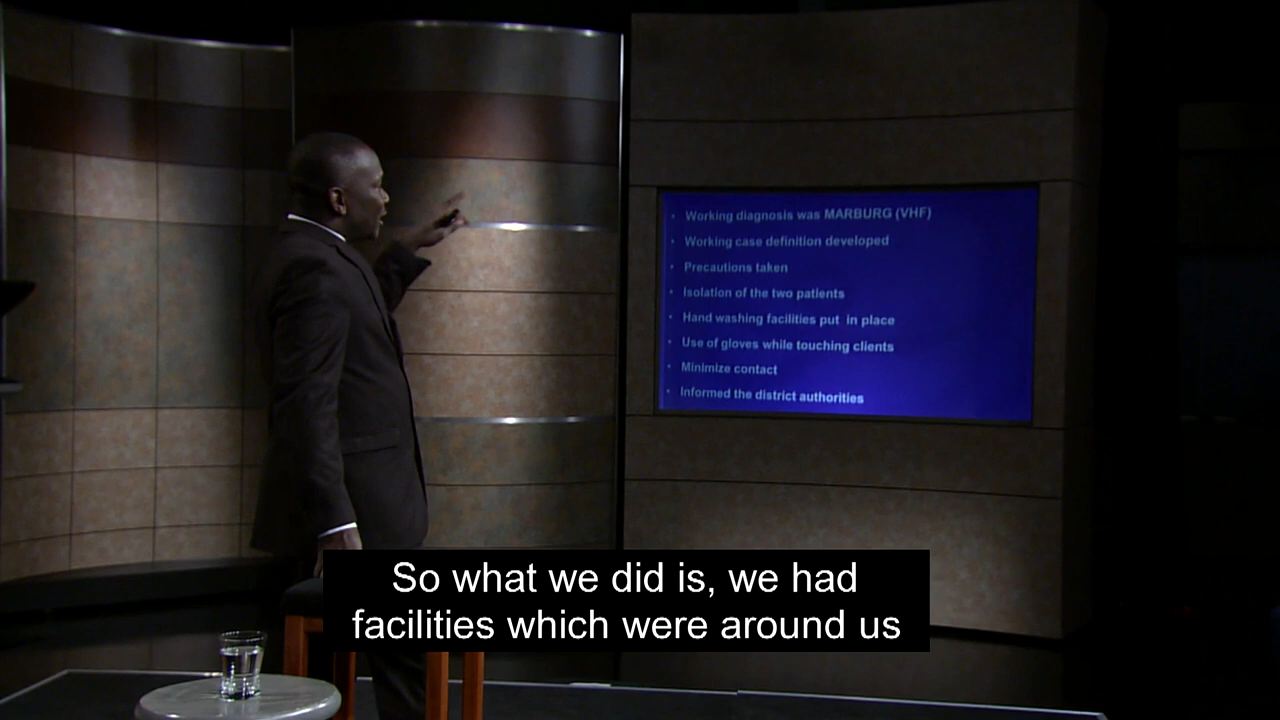 • Working diagnosis was MARBURG (VHF)
• Working case definition developed
• Precautions taken
• Isolation of the two patients
• Hand washing facilities put  in place
• Use of gloves while touching clients
• Minimize contact
• Informed the district authorities
So what we did is, we had
facilities which were around us